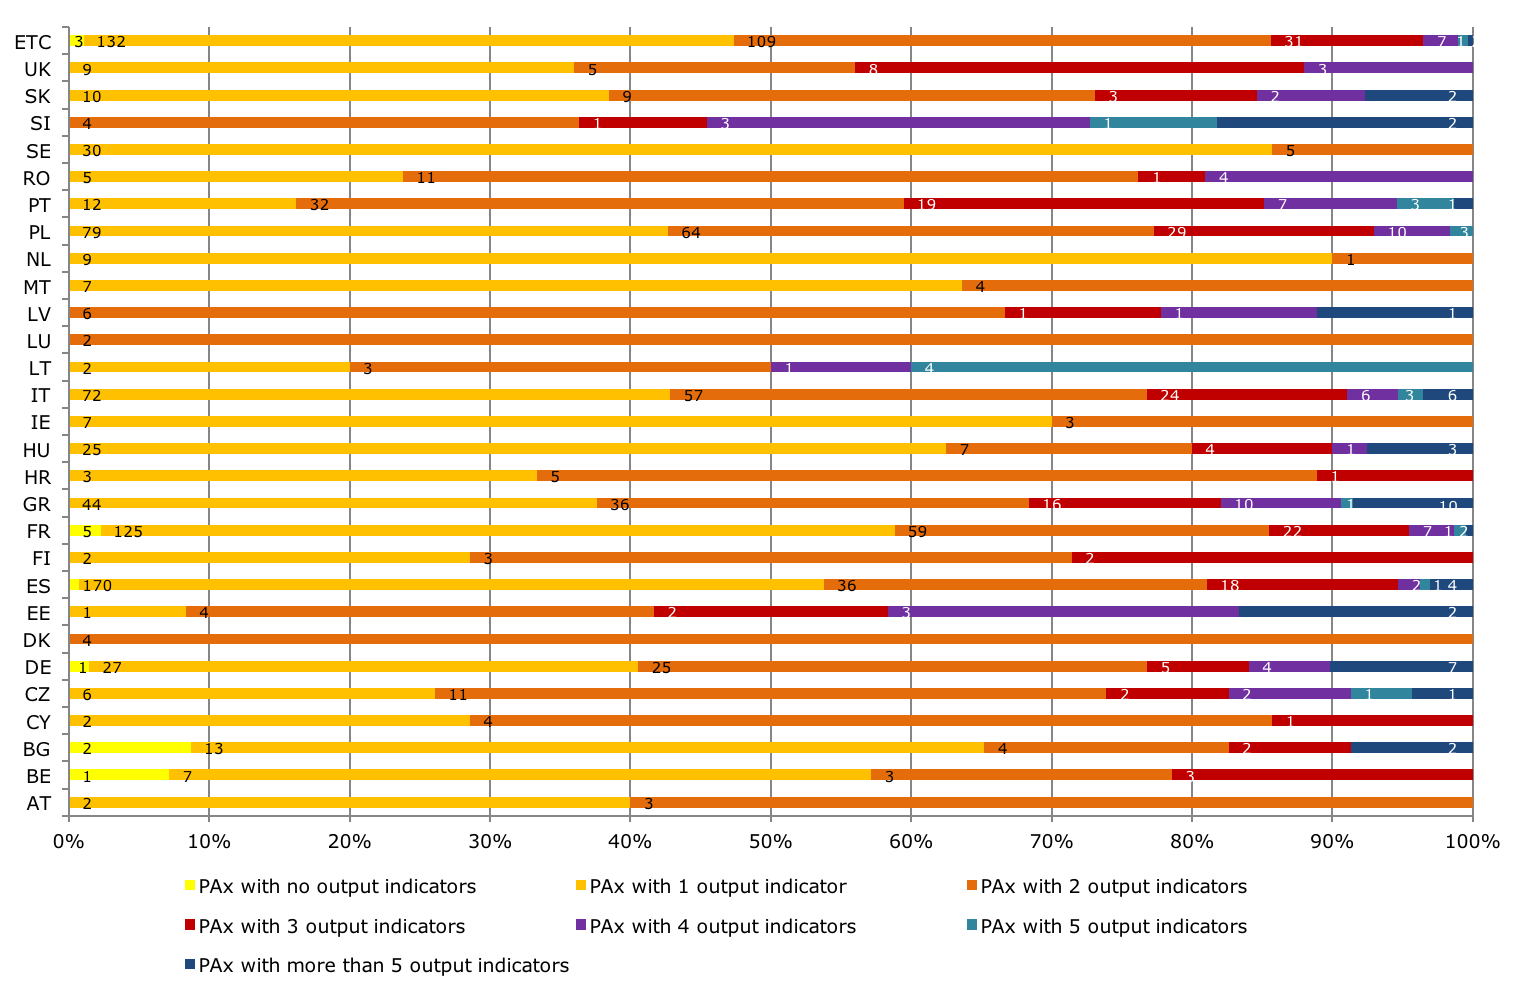 ETC 3 132 109 31 7 1
UK 9 5 8 3
SK 10 9 3 2 2
SI 4 1 3 1 2
SE 30 5
RO 5 11 1 4
PT 12 32 19 7 3 1
PL 79 64 29 10 3
NL 9 1
MT 7 4
LV 6 1 1 1
LU 2
LT 2 3 1 4
IT 72 57 24 6 3 6
IE 7 3
HU 25 7 4 1 3
HR 3 5 1
GR 44 36 16 10 1 10
FR 5 125 59 22 7 1 2
FI 2 3 2
ES 170 36 18 2 1 4
EE 1 4 2 3 2
DK 4
DE 1 27 25 5 4 7
CZ 6 11 2 2 1 1
CY 2 4 1
BG 2 13 4 2 2
BE 1 7 3 3
AT 2 3
0% 10% 20% 30% 40% 50% 60% 70% 80% 90% 100%
PAx with no output indicators PAx with 1 output indicator PAx with 2 output indicators
PAx with 3 output indicators PAx with 4 output indicators PAx with 5 output indicators
PAx with more than 5 output indicators